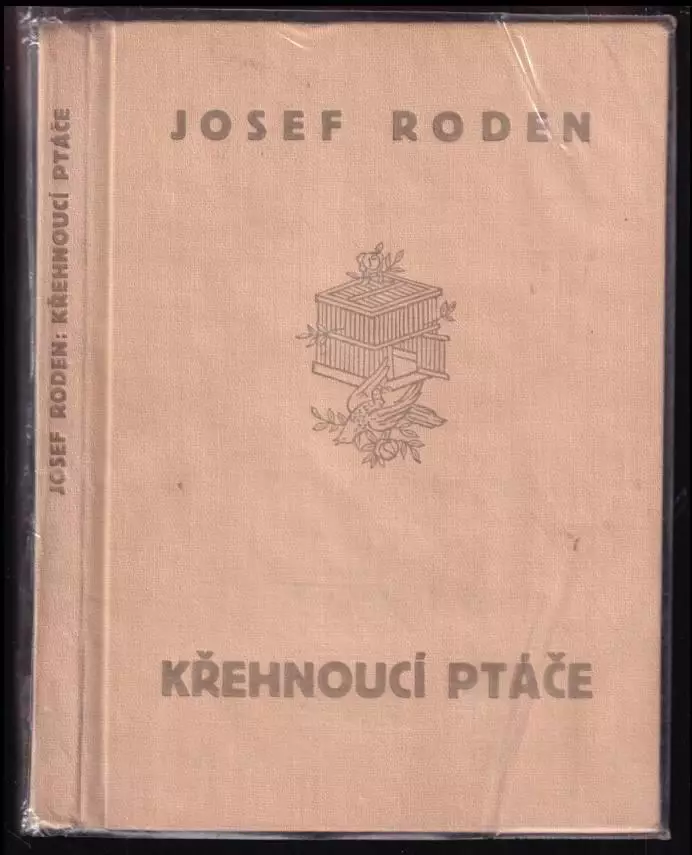 JOSEF RODEN: KŘEHNOUCÍ PTÁČE
JOSEF RODEN
KŘEHNOUCÍ PTÁČE